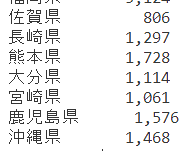 佐賀県 806
長崎県 1,297
熊本県 1,728
大分県 1,114
宮崎県 1,061
鹿児島県 1,576
沖縄県 1,468